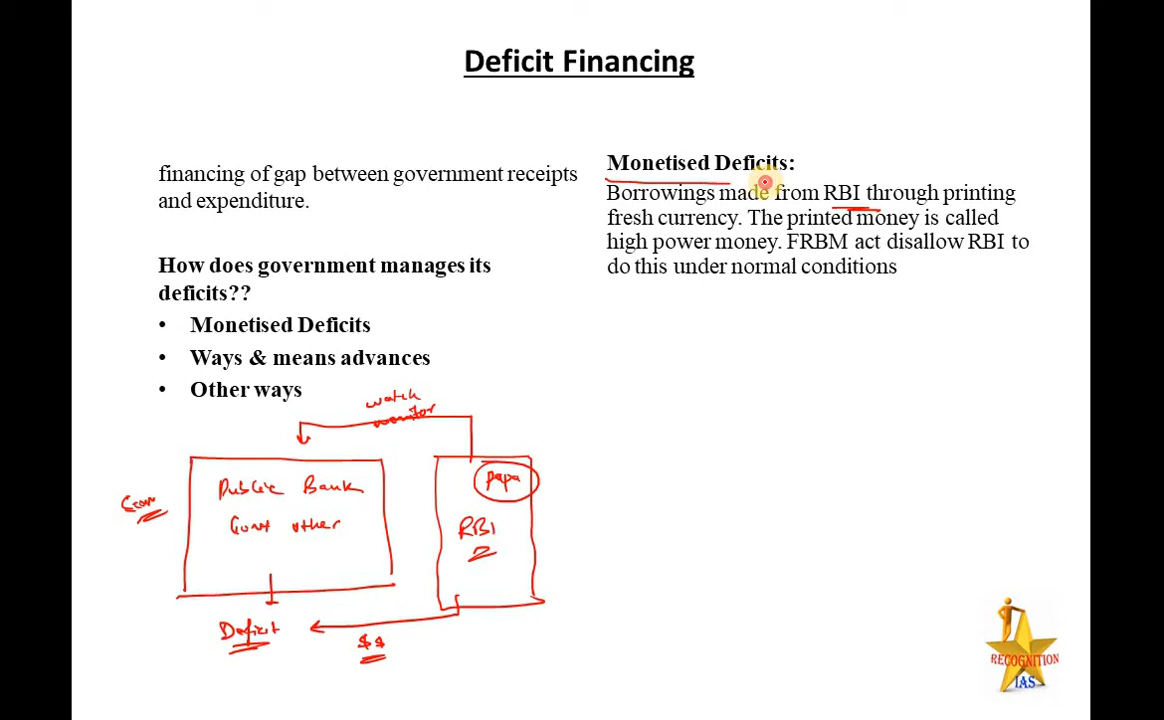 Deficit Financing
financing of gap between government receipts
and expenditure.
How does government manages its
deficits??
• Monetised Deficits
• Ways & means advances
• Other ways
Monetised Deficits:
Borrowings made from RBI through printing
fresh currency. The printed money is called
high power money. FRBM act disallow RBI to
do this under normal conditions
watch
monitor
Public Bank
Govt other
papa
RBI
Deficit
$$
RECOGNITION
IAS